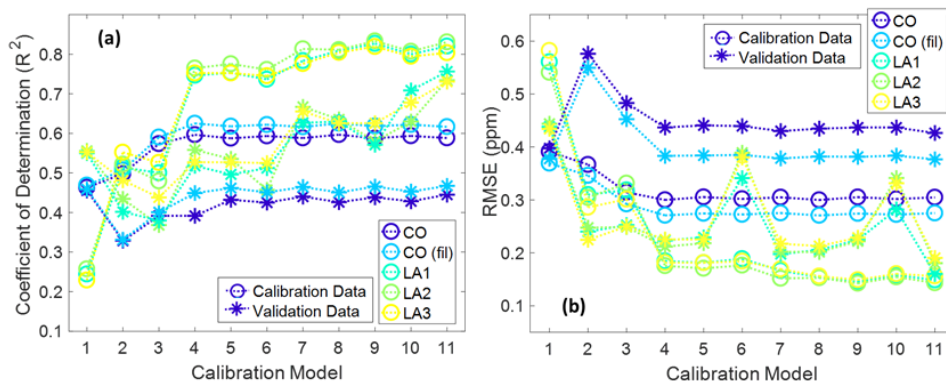 (a)
Coefficient of Determination (R²)
0.8
0.7
0.6
0.5
0.4
0.3
0.2
0.1
1 2 3 4 5 6 7 8 9 10 11
Calibration Model
Calibration Data
Validation Data
CO
CO (fil)
LA1
LA2
LA3
(b)
RMSE (ppm)
0.6
0.5
0.4
0.3
0.2
0.1
1 2 3 4 5 6 7 8 9 10 11
Calibration Model
Calibration Data
Validation Data
CO
CO (fil)
LA1
LA2
LA3